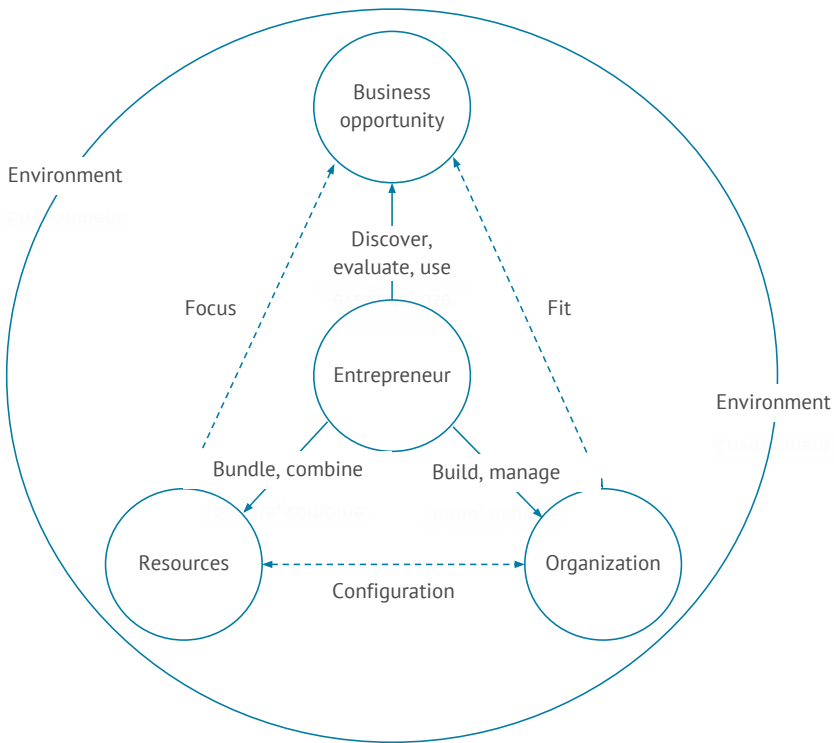 Business
opportunity
Environment
Discover,
evaluate, use
Focus
Fit
Entrepreneur
Environment
Bundle, combine
Build, manage
Resources
Organization
Configuration